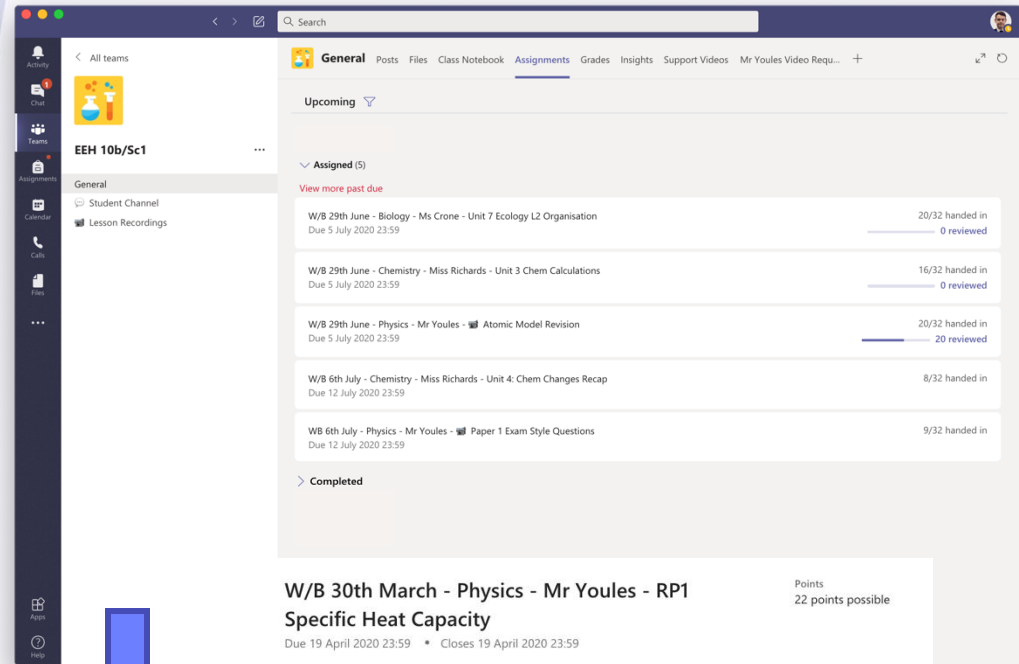 Search
Activity
Chat
1
Teams
Assignments
Calendar
Calls
Files
Apps
Help
All teams
EEH 10b/Sc1
General
Student Channel
Lesson Recordings
General Posts Files Class Notebook Assignments Grades Insights Support Videos Mr Youles Video Requ...
Upcoming
Assigned (5)
View more past due
W/B 29th June - Biology - Ms Crone - Unit 7 Ecology L2 Organisation
Due 5 July 2020 23:59
20/32 handed in
0 reviewed
W/B 29th June - Chemistry - Miss Richards - Unit 3 Chem Calculations
Due 5 July 2020 23:59
16/32 handed in
0 reviewed
W/B 29th June - Physics - Mr Youles - 📹 Atomic Model Revision
Due 5 July 2020 23:59
20/32 handed in
20 reviewed
W/B 6th July - Chemistry - Miss Richards - Unit 4: Chem Changes Recap
Due 12 July 2020 23:59
8/32 handed in
WB 6th July - Physics - Mr Youles - 📹 Paper 1 Exam Style Questions
Due 12 July 2020 23:59
9/32 handed in
Completed
W/B 30th March - Physics - Mr Youles - RP1
Specific Heat Capacity
Due 19 April 2020 23:59 • Closes 19 April 2020 23:59
Points
22 points possible